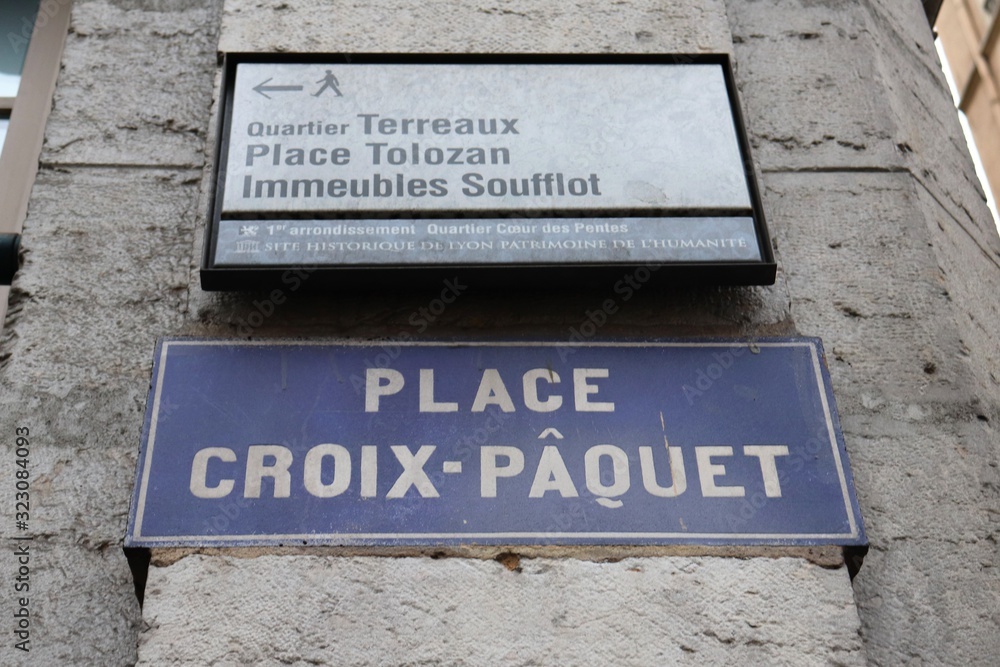 Quartier Terreaux
Place Tolozan
Immeubles Soufflot
1er arrondissement Quartier Cœur des Pentes
SITE HISTORIQUE DE LYON PATRIMOINE DE L'HUMANITÉ
PLACE
CROIX-PÂQUET
Adobe Stock | #323084093